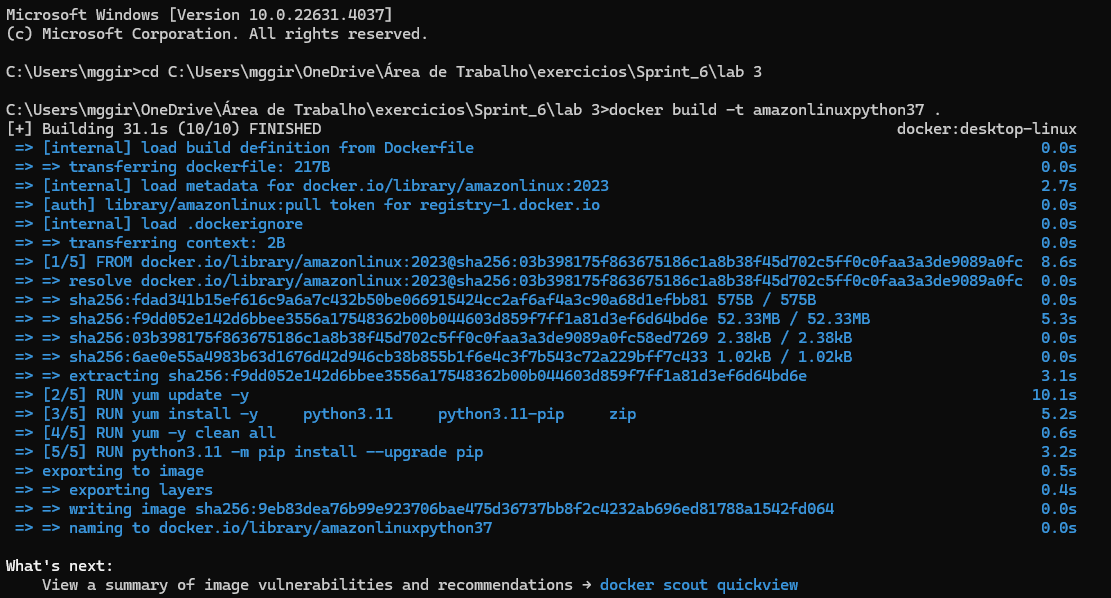 Microsoft Windows [Version 10.0.22631.4037]
(c) Microsoft Corporation. All rights reserved.
C:\Users\mggir>cd C:\Users\mggir\OneDrive\Área de Trabalho\exercicios\Sprint_6\lab 3
C:\Users\mggir\OneDrive\Área de Trabalho\exercicios\Sprint_6\lab 3>docker build -t amazonlinuxpython37 .
[+] Building 31.1s (10/10) FINISHED docker:desktop-linux
=> [internal] load build definition from Dockerfile 0.0s
=> => transferring dockerfile: 217B 0.0s
=> [internal] load metadata for docker.io/library/amazonlinux:2023 2.7s
=> [auth] library/amazonlinux:pull token for registry-1.docker.io 0.0s
=> [internal] load .dockerignore 0.0s
=> => transferring context: 2B 0.0s
=> [1/5] FROM docker.io/library/amazonlinux:2023@sha256:03b398175f863675186c1a8b38f45d702c5ff0c0faa3a3de9089a0fc 8.6s
=> => resolve docker.io/library/amazonlinux:2023@sha256:03b398175f863675186c1a8b38f45d702c5ff0c0faa3a3de9089a0fc 0.0s
=> => sha256:fdad341b15ef616c9a6a7c432b50be066915424cc2af6af4a3c90a68d1efbb81 575B / 575B 0.0s
=> => sha256:f9dd052e142d6bbee3556a17548362b00b044603d859f7ff1a81d3ef6d64bd6e 52.33MB / 52.33MB 5.3s
=> => sha256:03b398175f863675186c1a8b38f45d702c5ff0c0faa3a3de9089a0fc58ed7269 2.38kB / 2.38kB 0.0s
=> => sha256:6ae0e55a4983b63d1676d42d946cb38b855b1f6e4c3f7b543c72a229bff7c433 1.02kB / 1.02kB 0.0s
=> => extracting sha256:f9dd052e142d6bbee3556a17548362b00b044603d859f7ff1a81d3ef6d64bd6e 3.1s
=> [2/5] RUN yum update -y 10.1s
=> [3/5] RUN yum install -y     python3.11     python3.11-pip     zip 5.2s
=> [4/5] RUN yum -y clean all 0.6s
=> [5/5] RUN python3.11 -m pip install --upgrade pip 3.2s
=> exporting to image 0.5s
=> => exporting layers 0.4s
=> => writing image sha256:9eb83dea76b99e923706bae475d36737bb8f2c4232ab696ed81788a1542fd064 0.0s
=> => naming to docker.io/library/amazonlinuxpython37 0.0s
What's next:
View a summary of image vulnerabilities and recommendations → docker scout quickview